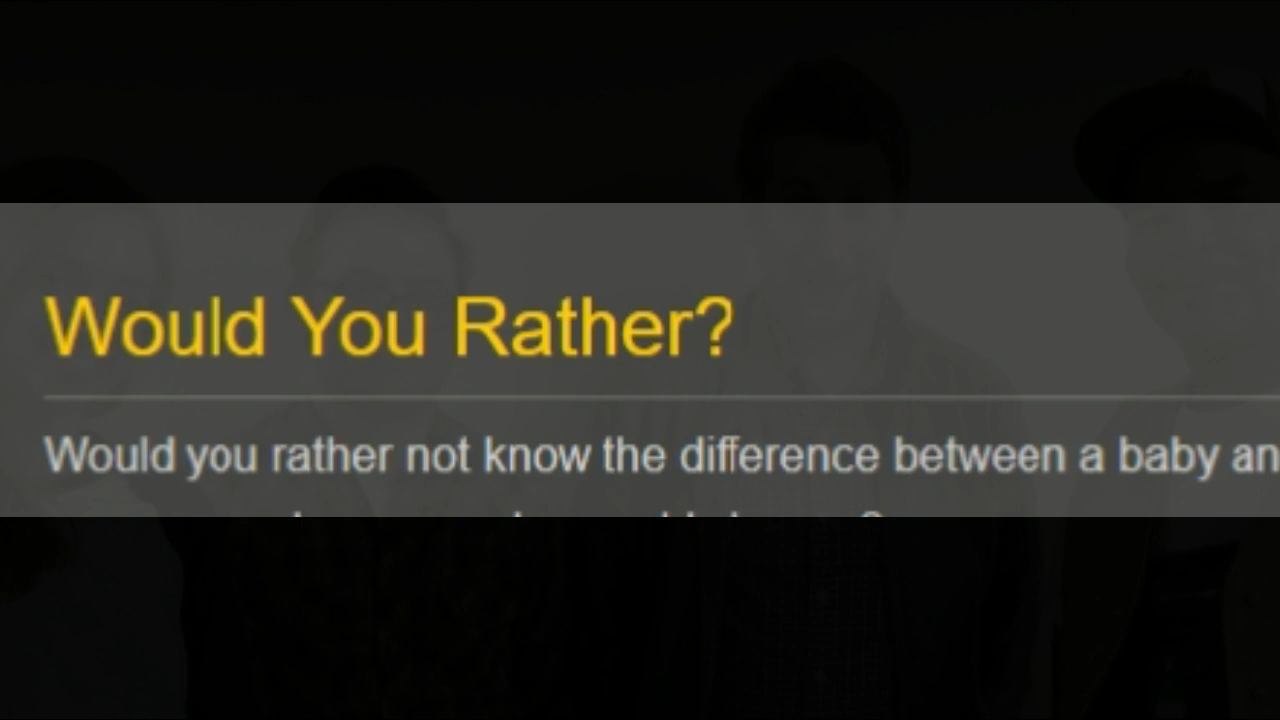 Would You Rather?
Would you rather not know the difference between a baby an